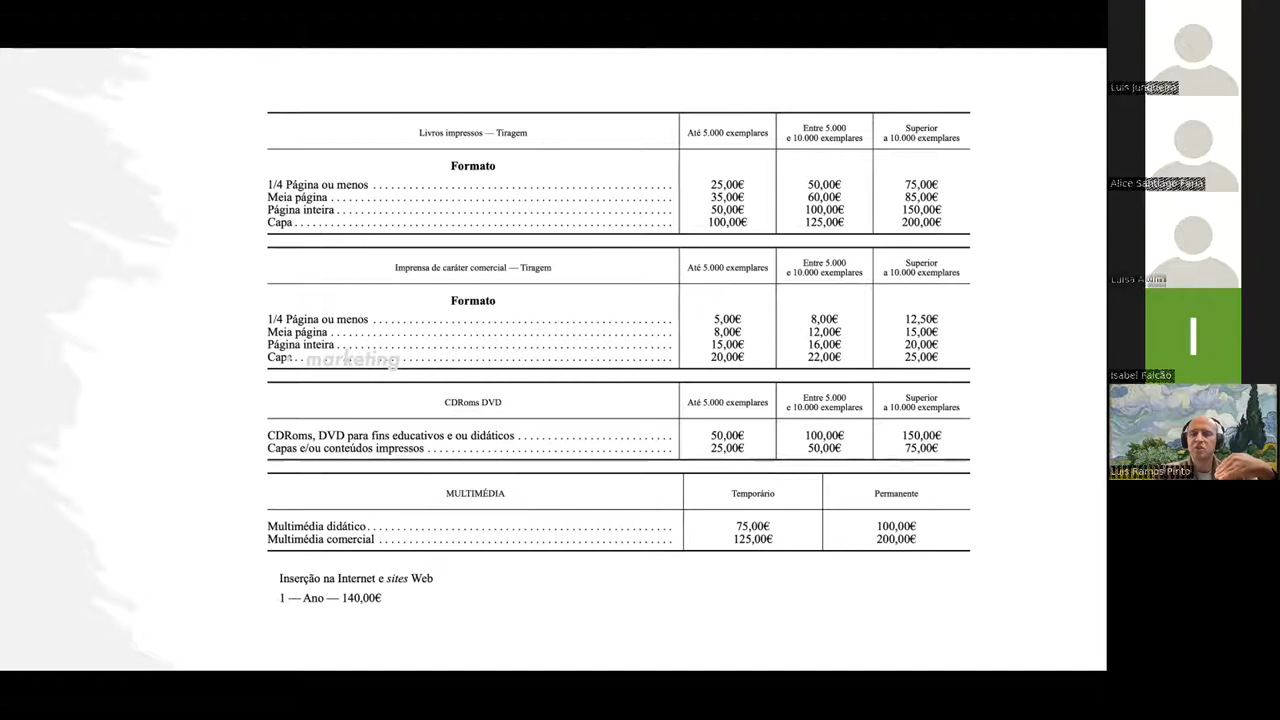 Livros impressos — Tiragem
Até 5.000 exemplares
Entre 5.000
e 10.000 exemplares
Superior
a 10.000 exemplares
Formato
1/4 Página ou menos 25,00€ 50,00€ 75,00€
Meia página 35,00€ 60,00€ 85,00€
Página inteira 50,00€ 100,00€ 150,00€
Capa 100,00€ 125,00€ 200,00€
Imprensa de caráter comercial — Tiragem
Até 5.000 exemplares
Entre 5.000
e 10.000 exemplares
Superior
a 10.000 exemplares
Formato
1/4 Página ou menos 5,00€ 8,00€ 12,50€
Meia página 8,00€ 12,00€ 15,00€
Página inteira 15,00€ 16,00€ 20,00€
Capa 20,00€ 22,00€ 25,00€
marketing
CDRoms DVD
Até 5.000 exemplares
Entre 5.000
e 10.000 exemplares
Superior
a 10.000 exemplares
CDRoms, DVD para fins educativos e ou didáticos 50,00€ 100,00€ 150,00€
Capas e/ou conteúdos impressos 25,00€ 50,00€ 75,00€
MULTIMÉDIA Temporário Permanente
Multimédia didático 75,00€ 100,00€
Multimédia comercial 125,00€ 200,00€
Inserção na Internet e sites Web
1 — Ano — 140,00€
Luis Junqueira
Alice Santiago Faria
Luisa Alvim
I
Isabel Falcão
Luis Ramos Pinto